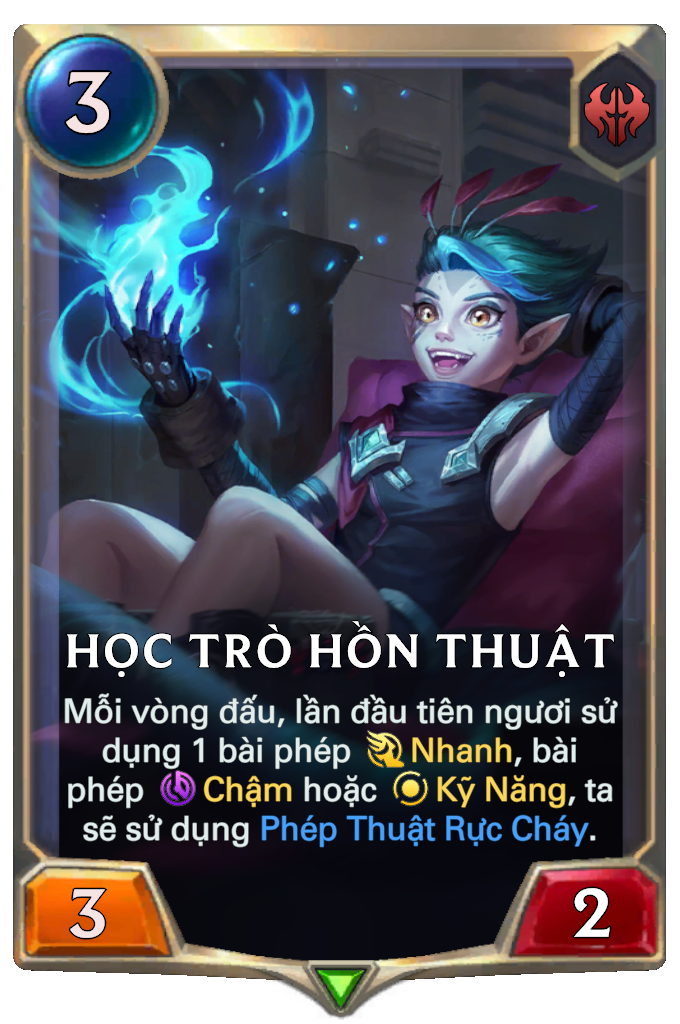 3
HỌC TRÒ HỒN THUẬT
Mỗi vòng đấu, lần đầu tiên ngươi sử
dụng 1 bài phép Nhanh, bài
phép Chậm hoặc Kỹ Năng, ta
sẽ sử dụng Phép Thuật Rực Cháy.
3
2